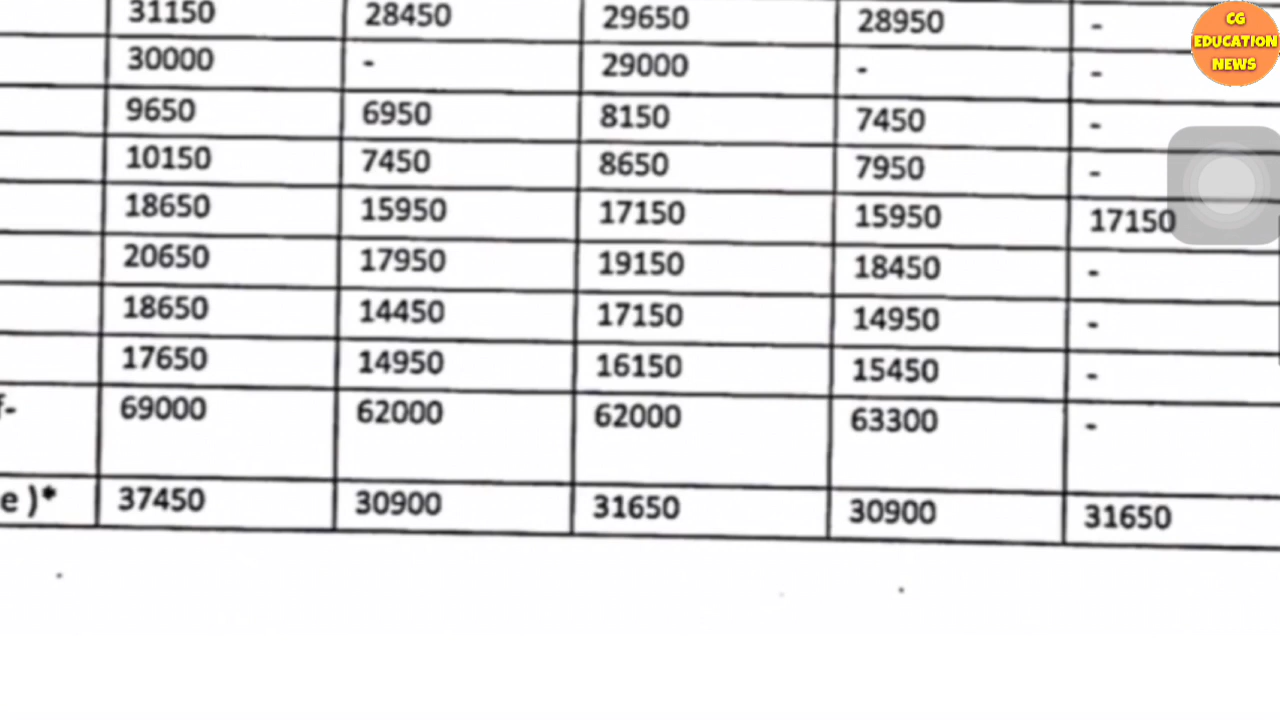 31150 28450 29650 28950 -
30000 - 29000 - -
9650 6950 8150 7450 -
10150 7450 8650 7950 -
18650 15950 17150 15950 17150
20650 17950 19150 18450 -
18650 14450 17150 14950 -
17650 14950 16150 15450 -
f- 69000 62000 62000 63300 -
e )* 37450 30900 31650 30900 31650
CG
EDUCATION
NEWS